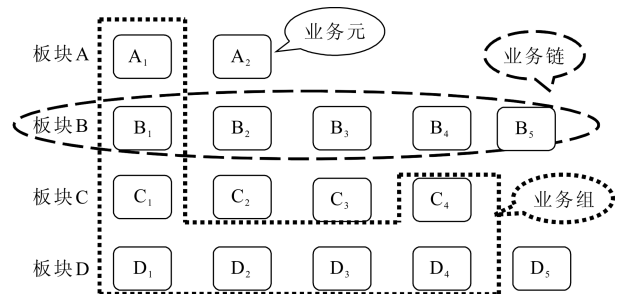 板块A A₁ A₂ 业务元
业务链
板块B B₁ B₂ B₃ B₄ B₅
板块C C₁ C₂ C₃ C₄ 业务组
板块D D₁ D₂ D₃ D₄ D₅